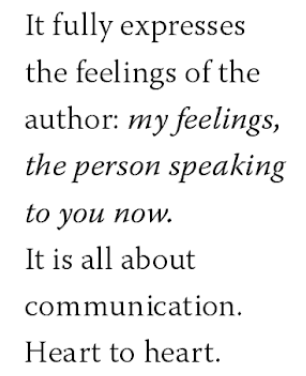 It fully expresses
the feelings of the
author: my feelings,
the person speaking
to you now.
It is all about
communication.
Heart to heart.